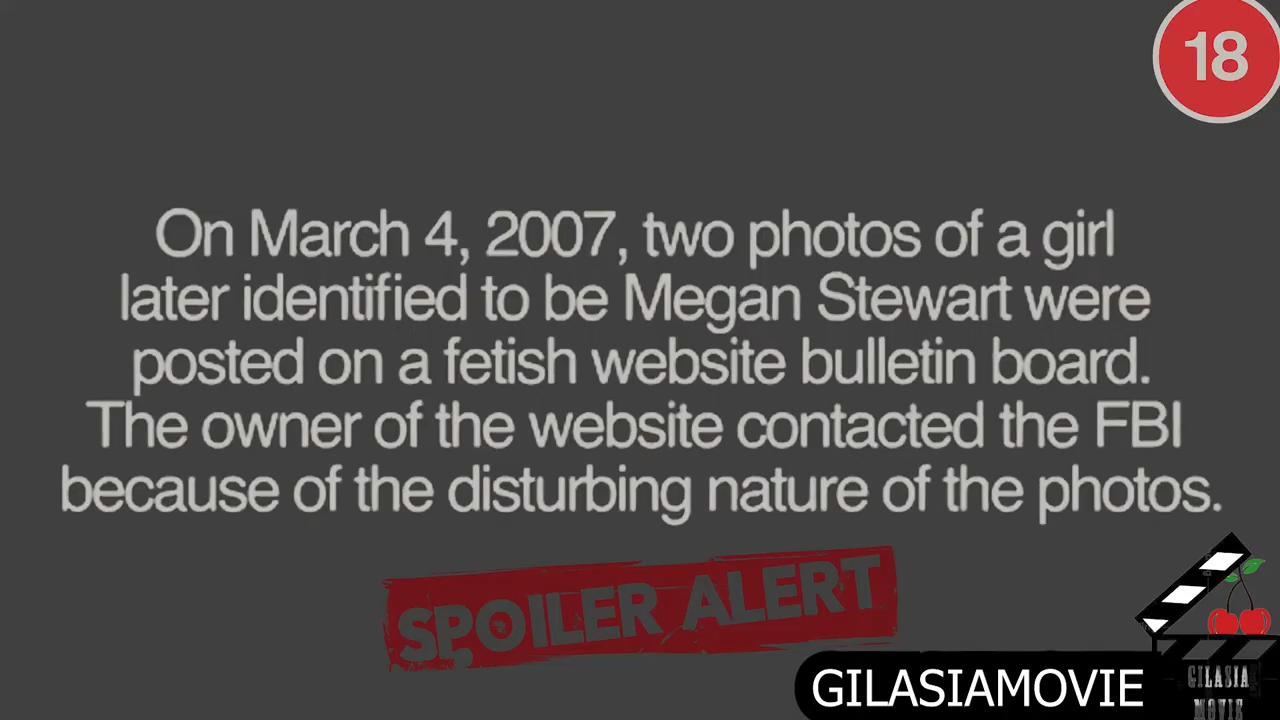 18
On March 4, 2007, two photos of a girl
later identified to be Megan Stewart were
posted on a fetish website bulletin board.
The owner of the website contacted the FBI
because of the disturbing nature of the photos.
SPOILER ALERT
GILASIAMOVIE
GILASIA
MOVIE